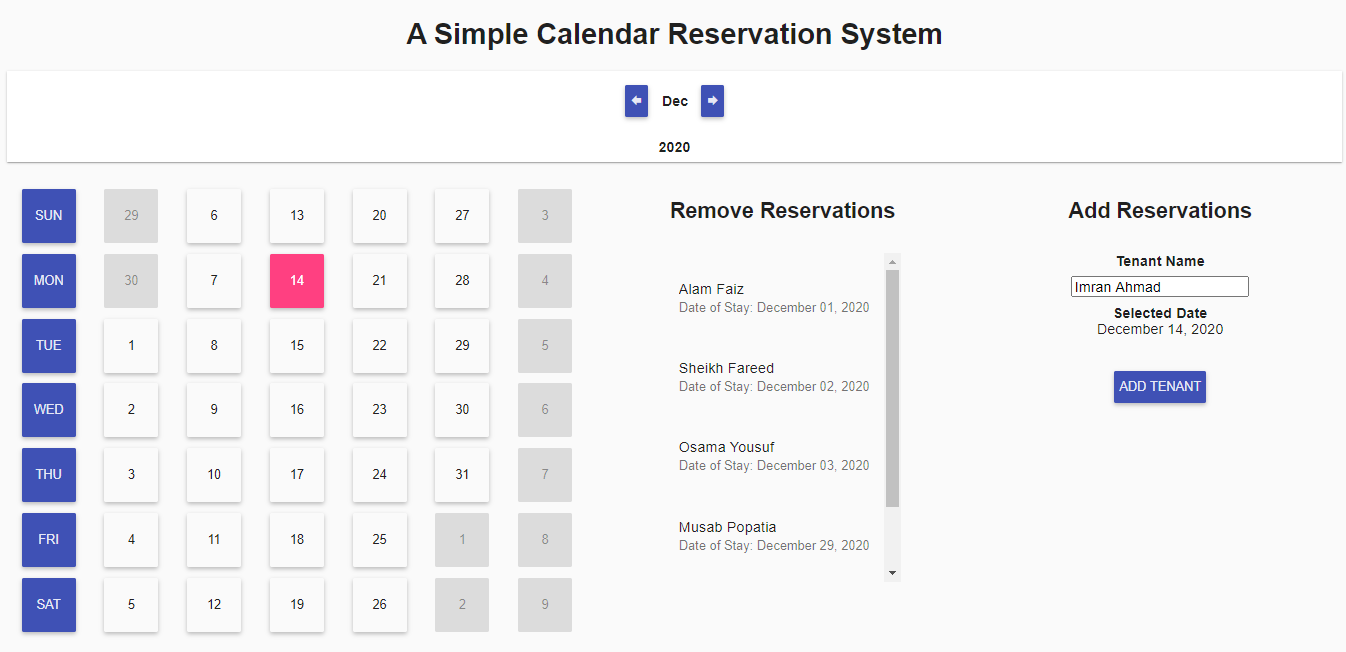 A Simple Calendar Reservation System
Dec
2020
SUN 29 6 13 20 27 3
MON 30 7 14 21 28 4
TUE 1 8 15 22 29 5
WED 2 9 16 23 30 6
THU 3 10 17 24 31 7
FRI 4 11 18 25 1 8
SAT 5 12 19 26 2 9
Remove Reservations
Alam Faiz
Date of Stay: December 01, 2020
Sheikh Fareed
Date of Stay: December 02, 2020
Osama Yousuf
Date of Stay: December 03, 2020
Musab Popatia
Date of Stay: December 29, 2020
Add Reservations
Tenant Name
Imran Ahmad
Selected Date
December 14, 2020
ADD TENANT